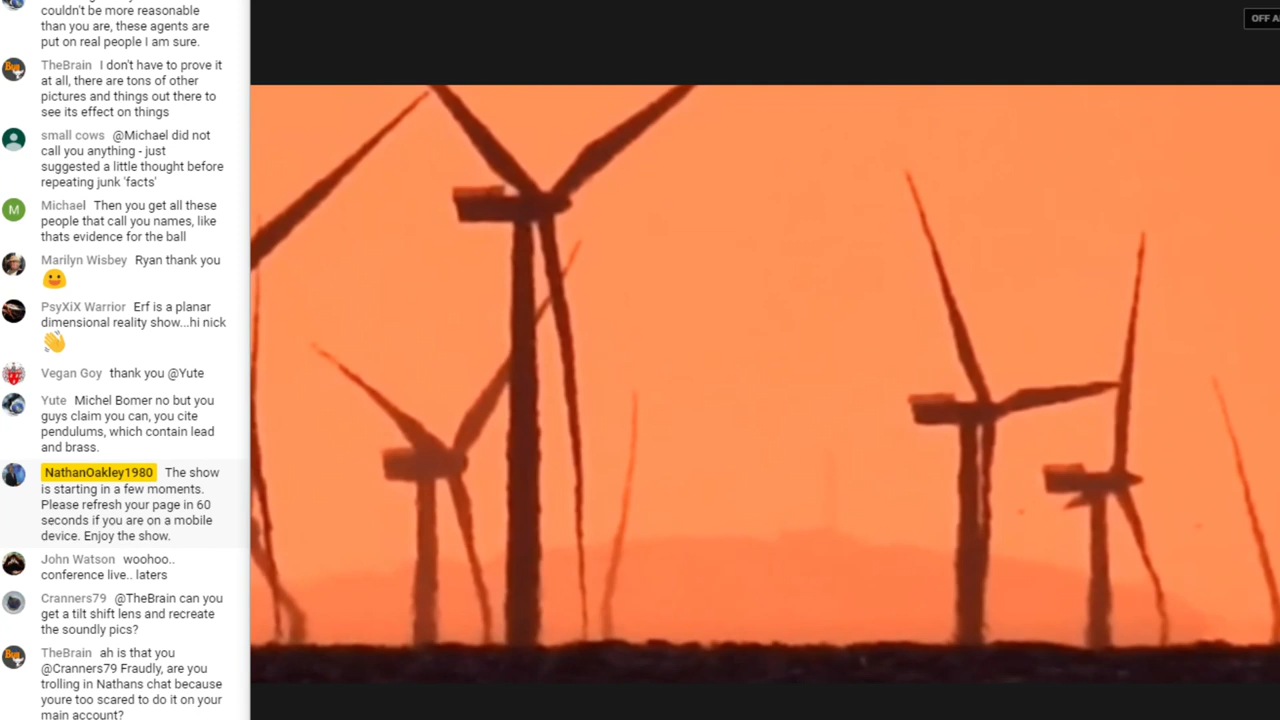 couldn't be more reasonable
than you are, these agents are
put on real people I am sure.
TheBrain I don't have to prove it
at all, there are tons of other
pictures and things out there to
see its effect on things
small cows @Michael did not
call you anything - just
suggested a little thought before
repeating junk 'facts'
Michael Then you get all these
people that call you names, like
thats evidence for the ball
Marilyn Wisbey Ryan thank you
PsyXiX Warrior Erf is a planar
dimensional reality show...hi nick
Vegan Goy thank you @Yute
Yute Michel Bomer no but you
guys claim you can, you cite
pendulums, which contain lead
and brass.
NathanOakley1980 The show
is starting in a few moments.
Please refresh your page in 60
seconds if you are on a mobile
device. Enjoy the show.
John Watson woohoo..
conference live.. laters
Cranners79 @TheBrain can you
get a tilt shift lens and recreate
the soundly pics?
TheBrain ah is that you
@Cranners79 Fraudly, are you
trolling in Nathans chat because
youre too scared to do it on your
main account?
OFF A
M